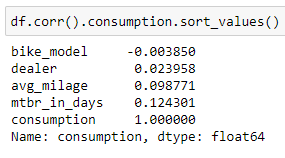 df.corr().consumption.sort_values()
bike_model -0.003850
dealer 0.023958
avg_milage 0.098771
mtbr_in_days 0.124301
consumption 1.000000
Name: consumption, dtype: float64